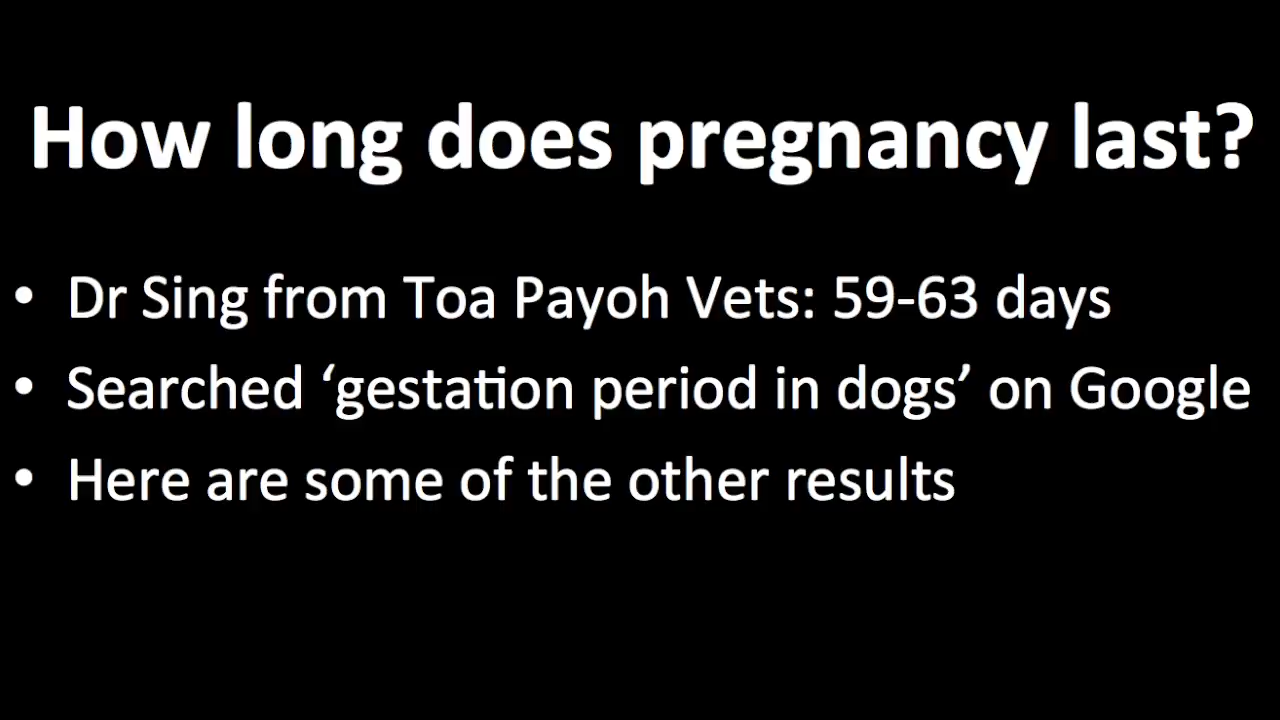 How long does pregnancy last?
• Dr Sing from Toa Payoh Vets: 59-63 days
• Searched ‘gestation period in dogs’ on Google
• Here are some of the other results